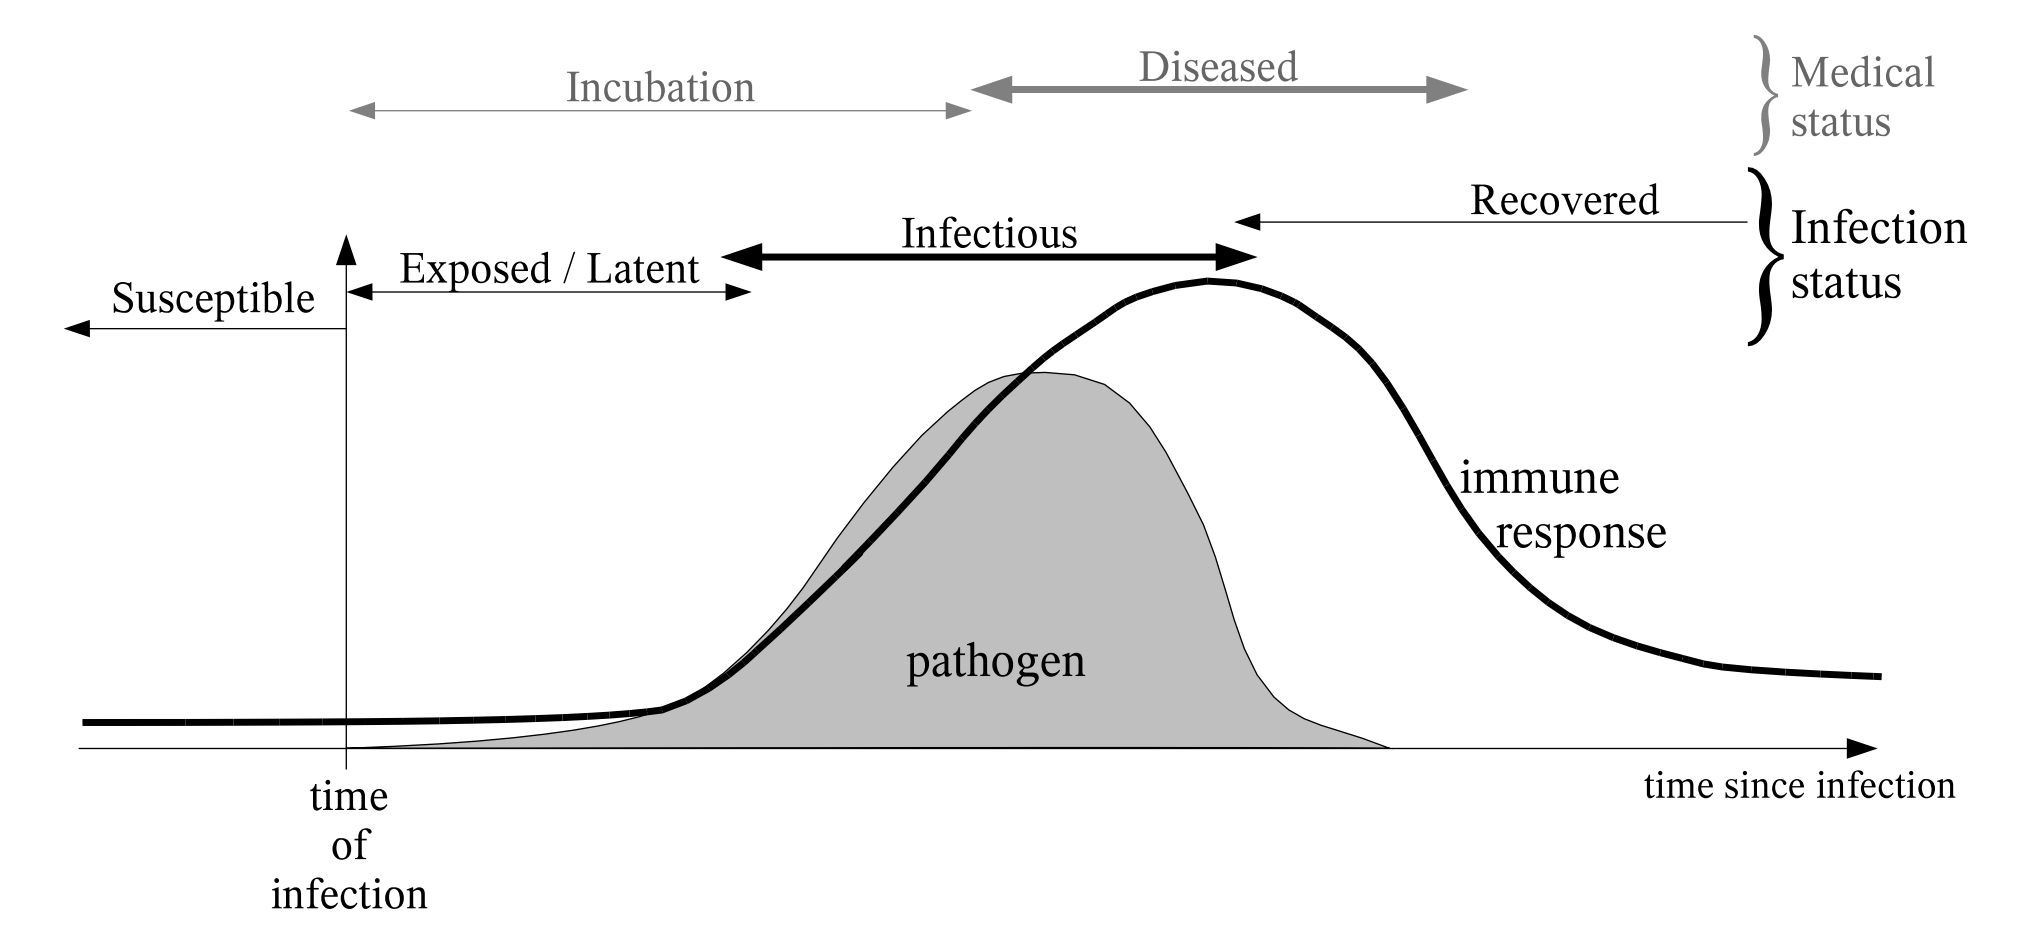 Diseased
Incubation
Medical
status
Recovered
Infectious
Infection
status
Exposed / Latent
Susceptible
immune
response
pathogen
time since infection
time
of
infection